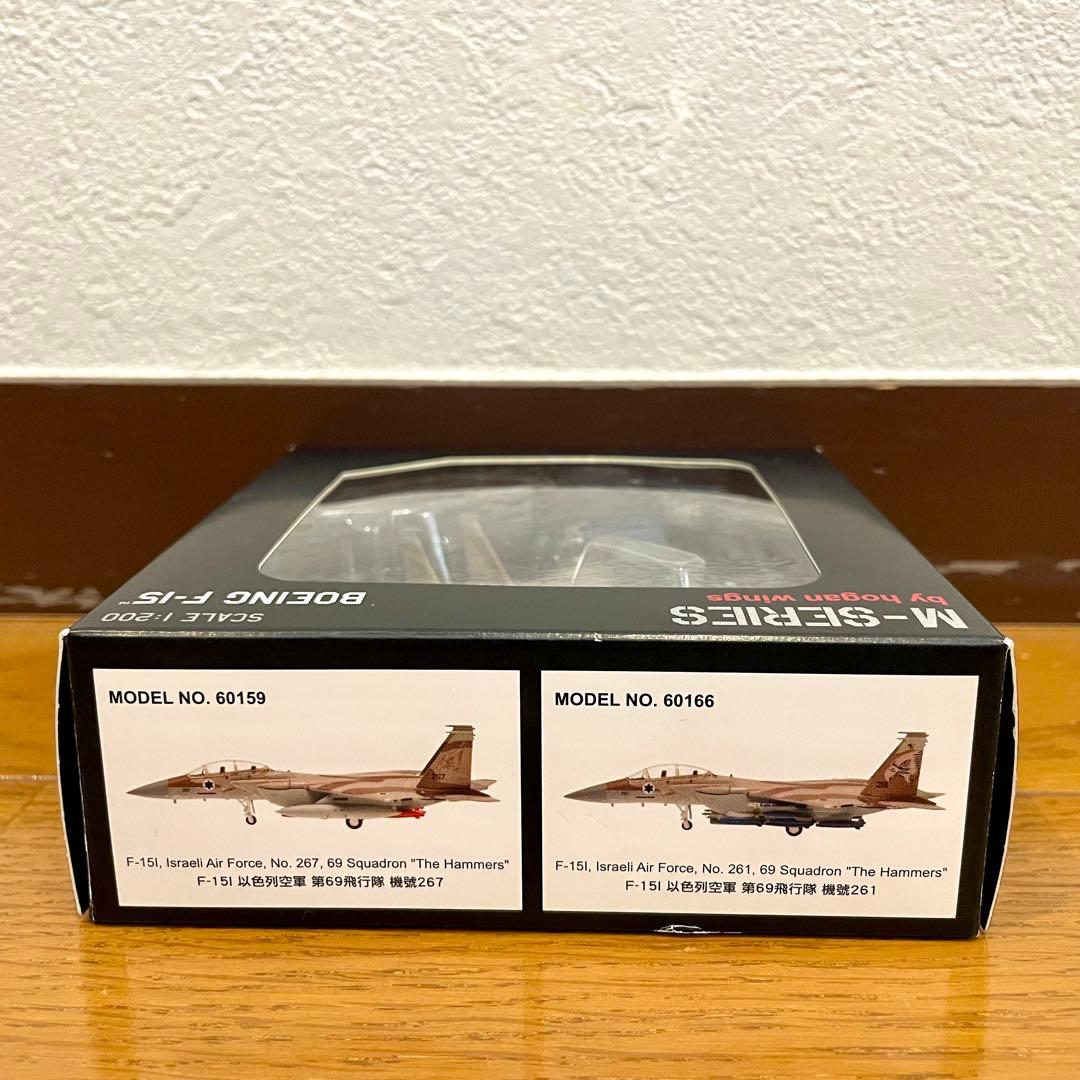 M-SERIES
by hogan wings
BOEING F-15™
SCALE 1:200
MODEL NO. 60159
267
F-15I, Israeli Air Force, No. 267, 69 Squadron "The Hammers"
F-15I 以色列空軍 第69飛行隊 機號267
MODEL NO. 60166
F-15I, Israeli Air Force, No. 261, 69 Squadron "The Hammers"
F-15I 以色列空軍 第69飛行隊 機號261